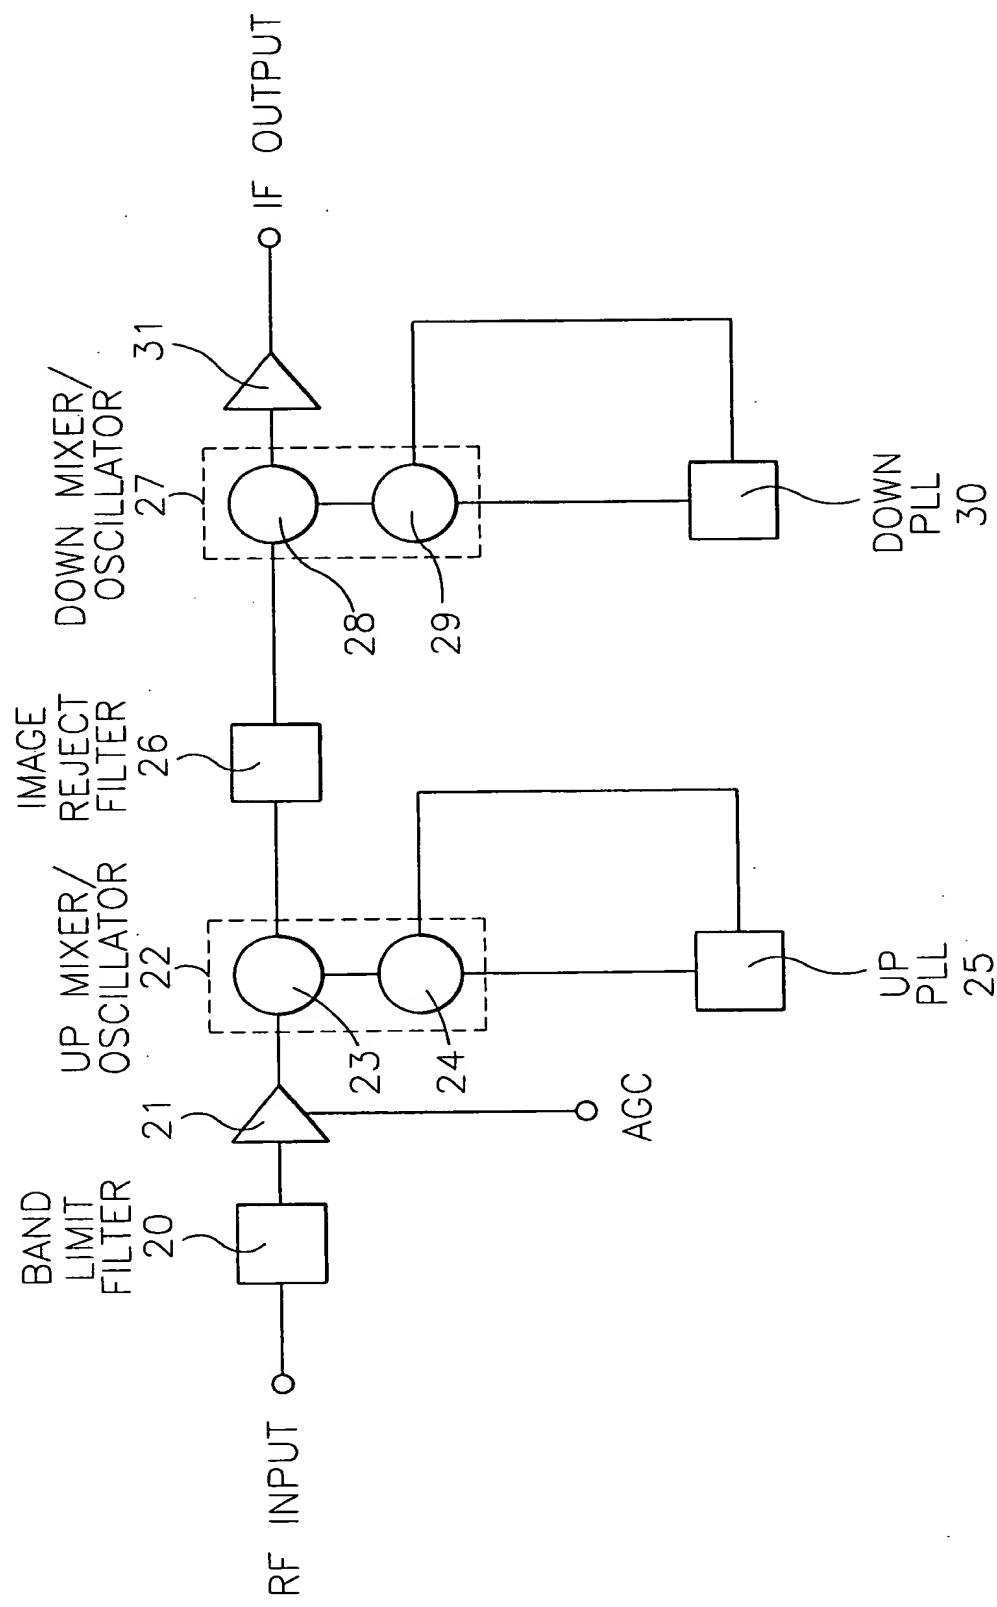 RF INPUT
BAND
LIMIT
FILTER
20
21
AGC
UP MIXER/
OSCILLATOR
22
23
24
UP
PLL
25
IMAGE
REJECT
FILTER
26
DOWN MIXER/
OSCILLATOR
27
28
29
DOWN
PLL
30
31
IF OUTPUT